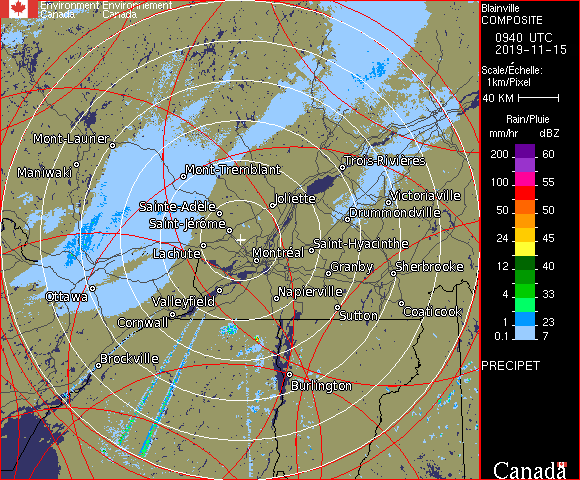 Environment Environnement
Canada Canada
Mont-Laurier
Maniwaki
Mont-Tremblant
Trois-Rivières
Joliette
Victoriaville
Sainte-Adèle
Drummondville
Saint-Jérôme
Lachute
Montréal
Saint-Hyacinthe
Granby
Sherbrooke
Ottawa
Valleyfield
Napierville
Cornwall
Sutton
Coaticook
Brockville
Burlington
Blainville
COMPOSITE
0940 UTC
2019-11-15
Scale/Échelle:
1km/Pixel
40 KM
Rain/Pluie
mm/hr dBZ
200 60
100 55
50 50
24 45
12 40
4 33
1 23
0.1 7
PRECIPET
Canada